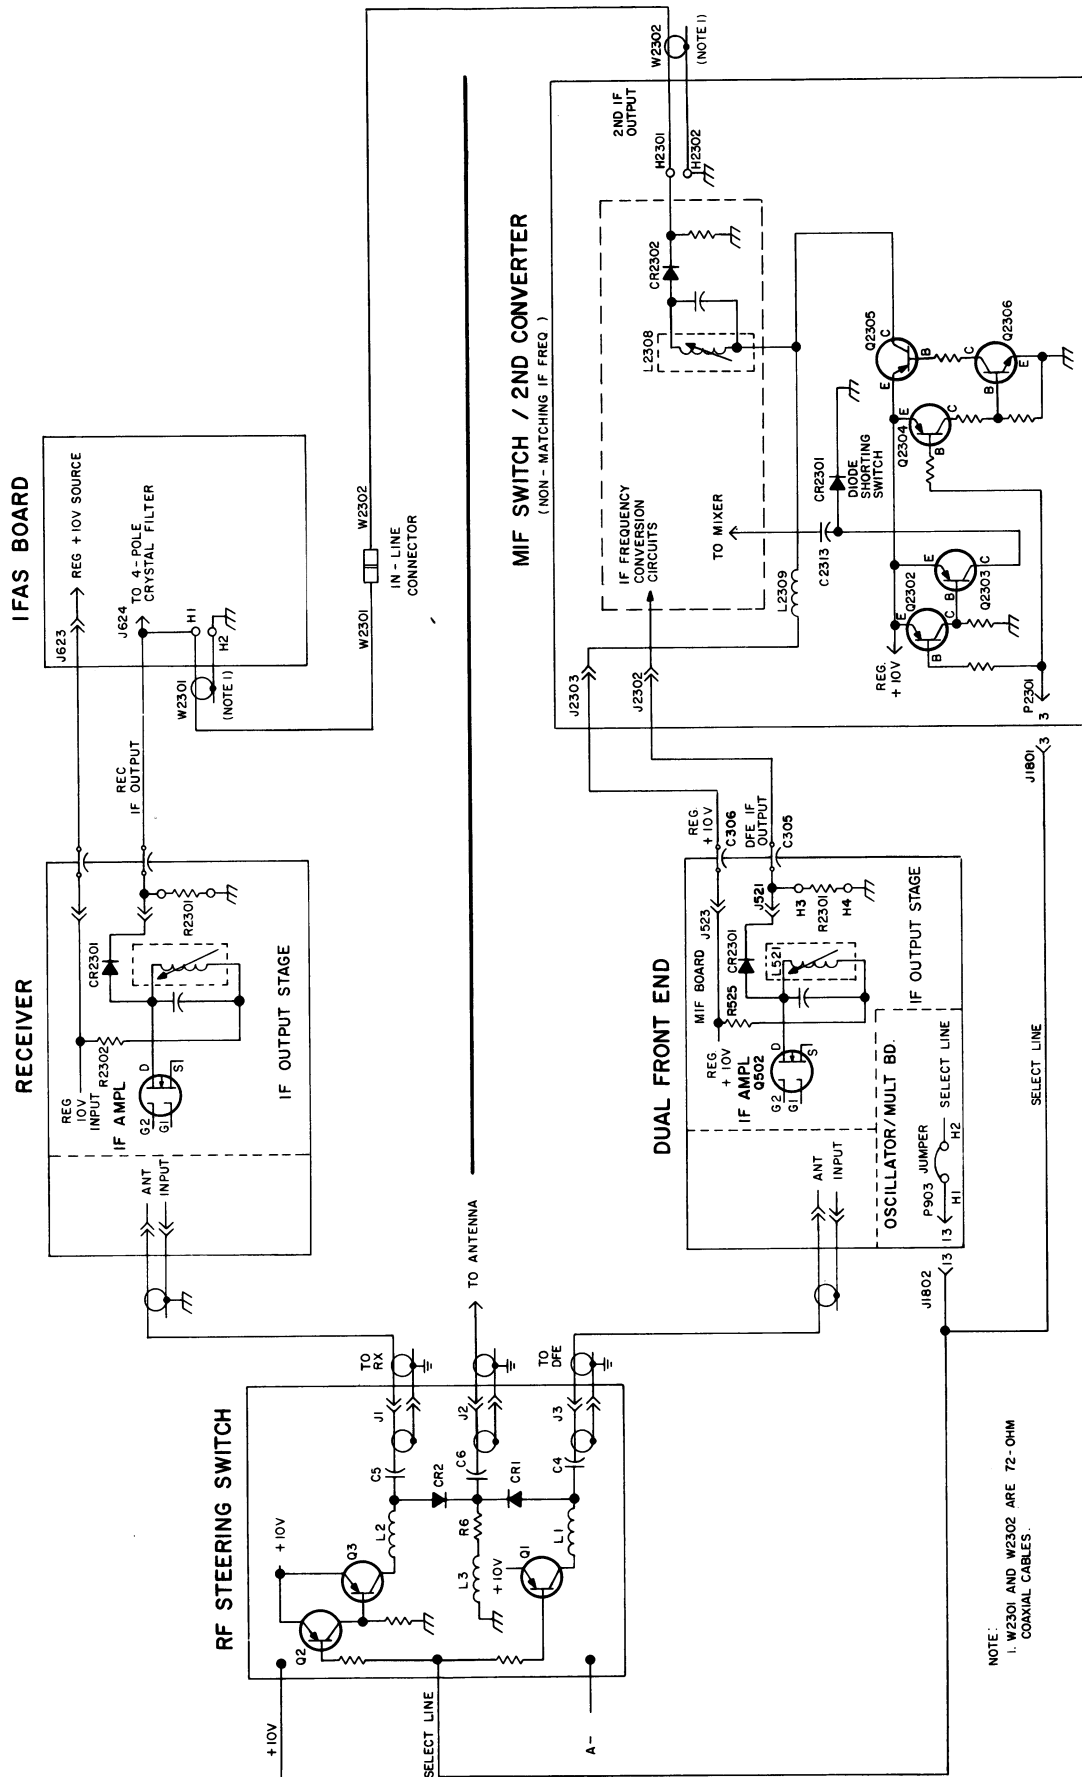 IFAS BOARD
J623
REG +10V SOURCE
J624
TO 4-POLE
CRYSTAL FILTER
H1
H2
W2301
(NOTE 1)
REC
IF OUTPUT
W2301
W2302
IN-LINE
CONNECTOR
RECEIVER
REG
10V
INPUT
R2302
IF AMPL
G2
G1
D
S
CR2301
R2301
IF OUTPUT STAGE
ANT
INPUT
RF STEERING SWITCH
+10V
Q2
Q3
L2
C5
J1
TO
RX
CR2
R6
C6
J2
TO ANTENNA
L3
+10V
Q1
CR1
L1
C4
J3
TO
DFE
+10V
SELECT LINE
A-
DUAL FRONT END
MIF BOARD
REG
+ 10V
R525
IF AMPL
Q502
G2
G1
D
S
CR2301
L521
J523
J521
REG.
+10V
C306
DFE IF
OUTPUT
C305
H3
R2301
H4
IF OUTPUT STAGE
ANT
INPUT
OSCILLATOR/MULT BD.
P903
JUMPER
13
H1
H2
SELECT LINE
J1802
13
SELECT LINE
J1801
3
3
P2301
MIF SWITCH / 2ND CONVERTER
(NON-MATCHING IF FREQ)
J2303
J2302
IF FREQUENCY
CONVERSION
CIRCUITS
L2309
TO MIXER
C2313
CR2301
DIODE
SHORTING
SWITCH
L2308
CR2302
H2301
H2302
2ND IF
OUTPUT
W2302
(NOTE 1)
REG.
+10V
Q2302
E
B
C
Q2303
E
B
C
Q2304
E
B
C
Q2305
E
B
C
Q2306
C
B
E
NOTE:
1. W2301 AND W2302 ARE 72-OHM
COAXIAL CABLES.